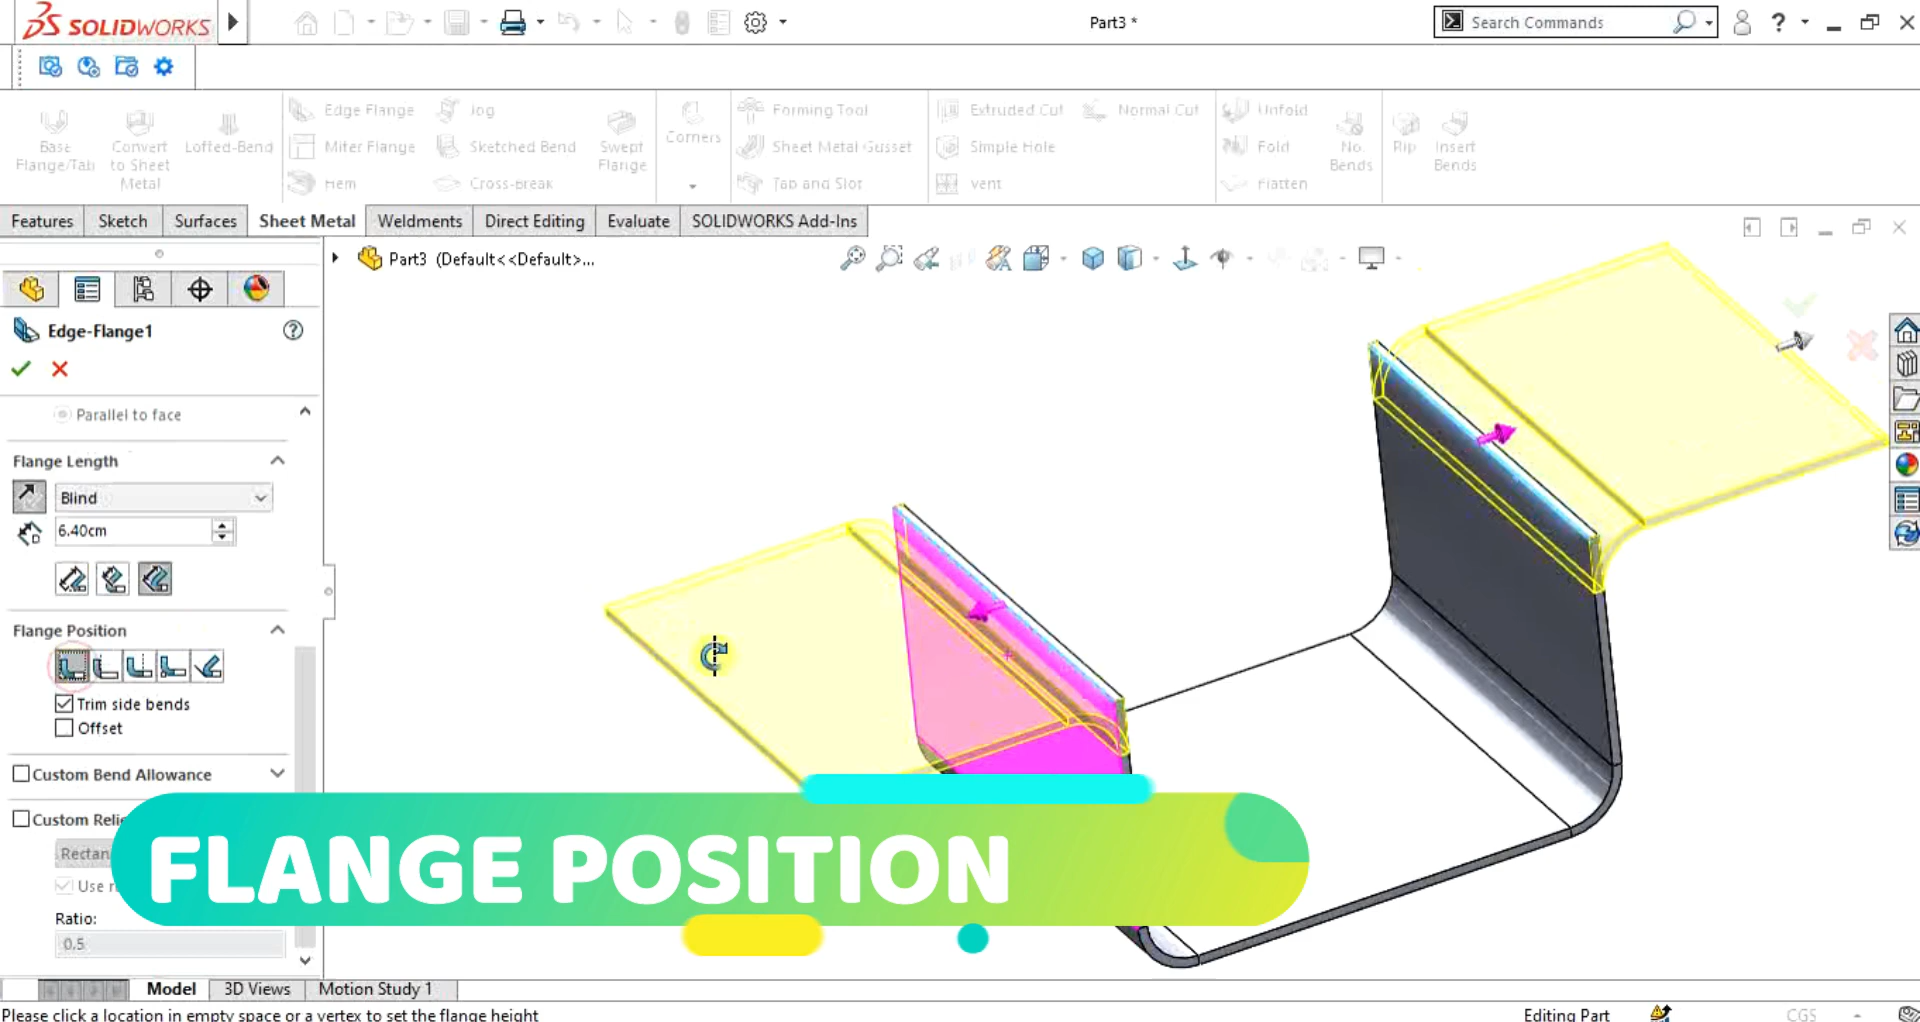 SOLIDWORKS
Part3 *
Search Commands
?
Base Flange/Tab
Convert to Sheet Metal
Lofted-Bend
Edge Flange
Miter Flange
Hem
Jog
Sketched Bend
Cross-Break
Swept Flange
Corners
Forming Tool
Sheet Metal Gusset
Tab and Slot
Extruded Cut
Simple Hole
Vent
Normal Cut
Unfold
Fold
Flatten
No Bends
Rip
Insert Bends
Features
Sketch
Surfaces
Sheet Metal
Weldments
Direct Editing
Evaluate
SOLIDWORKS Add-Ins
Part3 (Default<<Default>...
Edge-Flange1
?
Parallel to face
Flange Length
Blind
D
6.40cm
Flange Position
Trim side bends
Offset
Custom Bend Allowance
Custom Relie
Rectan
Use r
Ratio:
0.5
FLANGE POSITION
Model
3D Views
Motion Study 1
Please click a location in empty space or a vertex to set the flange height
Editing Part
CGS